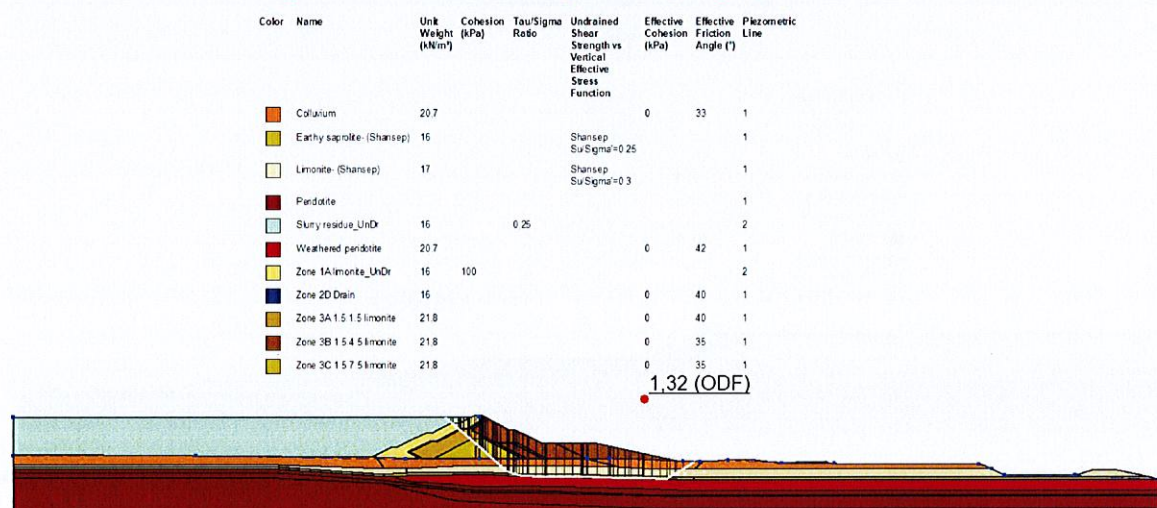 Color Name Unit Weight (kN/m³) Cohesion (kPa) Tau/Sigma Ratio Undrained Shear Strength vs Vertical Effective Stress Function Effective Cohesion (kPa) Effective Friction Angle (°) Piezometric Line
Colluvium 20.7 0 33 1
Earthy saprolite- (Shansep) 16 Shansep Su/Sigma'=0.25 1
Limonite- (Shansep) 17 Shansep Su/Sigma'=0.3 1
Peridotite 1
Slurry residue_UnDr 16 0.25 2
Weathered peridotite 20.7 0 42 1
Zone 1A limonite_UnDr 16 100 2
Zone 2D Drain 16 0 40 1
Zone 3A 1.5 1.5 limonite 21.8 0 40 1
Zone 3B 1.5 4.5 limonite 21.8 0 35 1
Zone 3C 1.5 7.5 limonite 21.8 0 35 1
1,32 (ODF)